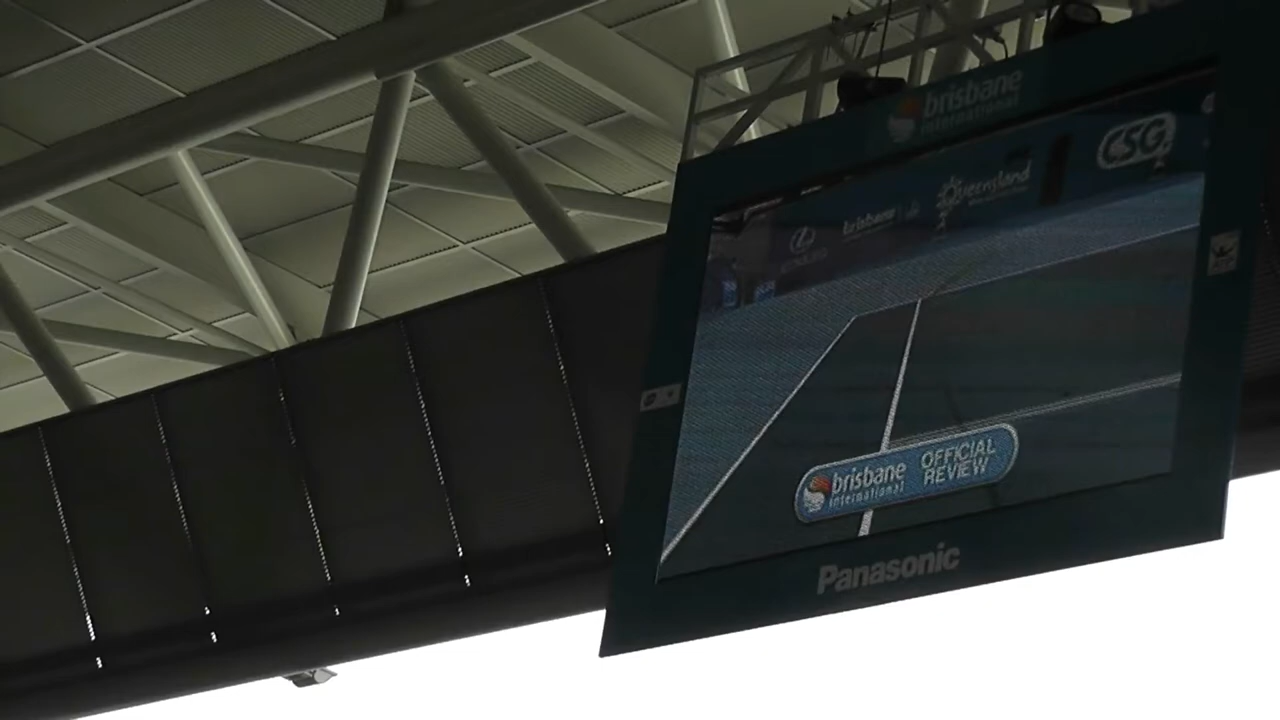 brisbane
international
CSG
Queensland
brisbane
brisbane
international
OFFICIAL
REVIEW
Panasonic